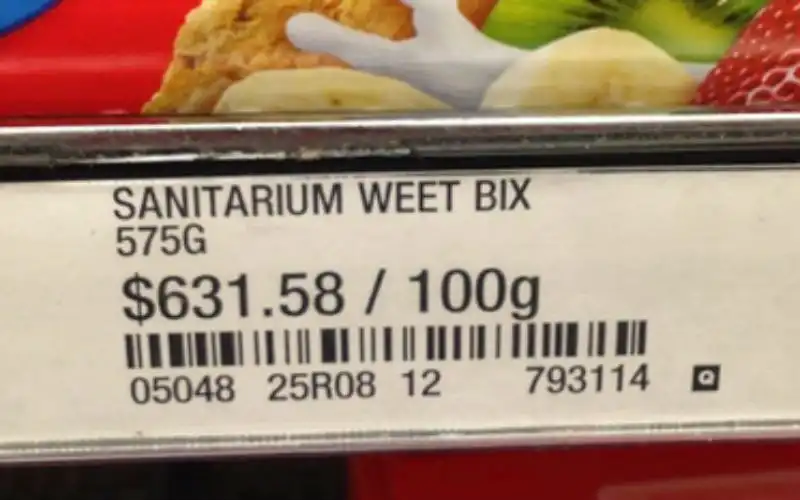 SANITARIUM WEET BIX
575G
$631.58 / 100g
05048 25R08 12 793114